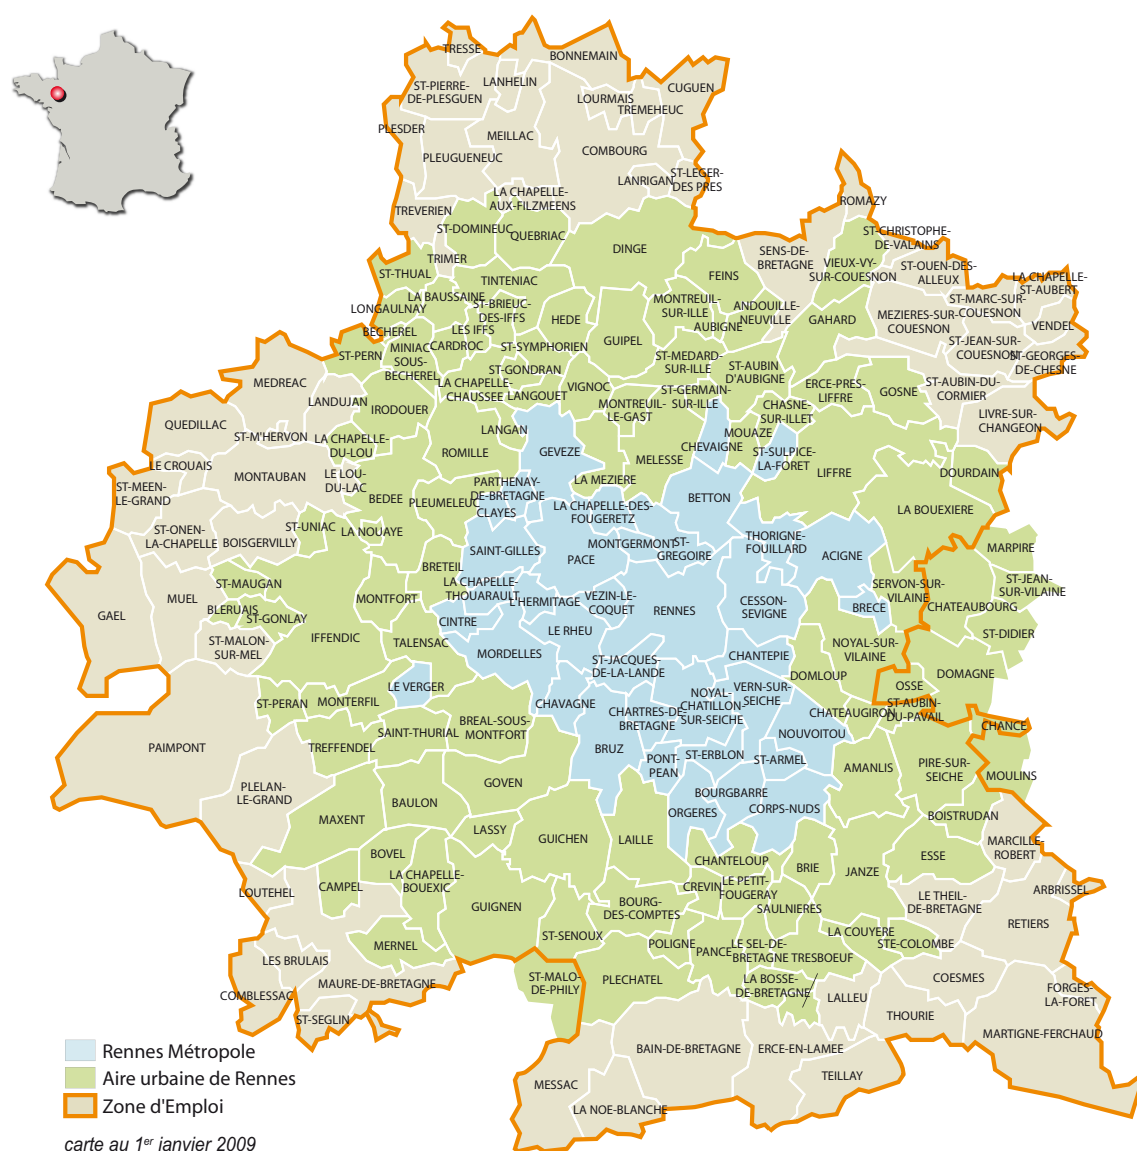 TRESSE
BONNEMAIN
ST-PIERRE-
DE-PLESGUEN
LANHELIN
CUGUEN
LOURMAIS
TREMEHEUC
PLESDER
MEILLAC
PLEUGUENEUC
COMBOURG
LANRIGAN
ST-LEGER-
DES PRES
LA CHAPELLE-
AUX-FILZMEENS
ROMAZY
TREVERIEN
ST-DOMINEUC
QUEBRIAC
DINGE
SENS-DE-
BRETAGNE
ST-CHRISTOPHE-
DE-VALAINS
VIEUX-VY-
SUR-COUESNON
ST-OUEN-DES-
ALLEUX
TRIMER
ST-THUAL
TINTENIAC
FEINS
LA CHAPELLE-
ST-AUBERT
LA BAUSSAINE
LONGAULNAY
ST-BRIEUC-
DES-IFFS
HEDE
MONTREUIL-
SUR-ILLE
ANDOUILLE-
NEUVILLE
AUBIGNE
GAHARD
MEZIERES-SUR-
COUESNON
ST-MARC-SUR-
COUESNON
VENDEL
BECHEREL
LES IFFS
CARDROC
ST-SYMPHORIEN
GUIPEL
ST-JEAN-SUR-
COUESNON
ST-GEORGES-
DE-CHESNE
ST-PERN
MINIAC
SOUS-
BECHEREL
ST-GONDRAN
ST-MEDARD-
SUR-ILLE
ST-AUBIN
D'AUBIGNE
MEDREAC
LA CHAPELLE-
CHAUSSEE
LANGOUET
VIGNOC
ST-GERMAIN-
SUR-ILLE
ERCE-PRES-
LIFFRE
GOSNE
ST-AUBIN-DU-
CORMIER
LANDUJAN
IRODOUER
MONTREUIL-
LE-GAST
CHASNE-
SUR-ILLET
LIVRE-SUR-
CHANGEON
QUEDILLAC
ST-M'HERVON
LA CHAPELLE-
DU-LOU
LANGAN
GEVEZE
CHEVAIGNE
MOUAZE
ST-SULPICE-
LA-FORET
ROMILLE
MELESSE
LE CROUAIS
MONTAUBAN
LE LOU-
DU-LAC
LIFFRE
DOURDAIN
ST-MEEN-
LE-GRAND
BEDEE
PLEUMELEUC
PARTHENAY-
DE-BRETAGNE
LA MEZIERE
BETTON
CLAYES
LA CHAPELLE-DES-
FOUGERETZ
LA BOUEXIERE
ST-ONEN-
LA-CHAPELLE
BOISGERVILLY
ST-UNIAC
LA NOUAYE
SAINT-GILLES
PACE
MONTGERMONT
ST-
GREGOIRE
THORIGNE-
FOUILLARD
ACIGNE
MARPIRE
BRETEIL
ST-MAUGAN
LA CHAPELLE-
THOUARAULT
SERVON-SUR-
VILAINE
ST-JEAN-
SUR-VILAINE
GAEL
MUEL
BLERUAIS
ST-GONLAY
MONTFORT
L'HERMITAGE
VEZIN-LE-
COQUET
RENNES
CESSON-
SEVIGNE
BRECE
CHATEAUBOURG
CINTRE
LE RHEU
ST-MALON-
SUR-MEL
IFFENDIC
TALENSAC
MORDELLES
ST-DIDIER
CHANTEPIE
NOYAL-SUR-
VILAINE
ST-JACQUES-
DE-LA-LANDE
DOMLOUP
DOMAGNE
LE VERGER
OSSE
ST-PERAN
MONTERFIL
CHAVAGNE
NOYAL-
CHATILLON
-SUR-SEICHE
VERN-SUR-
SEICHE
ST-AUBIN-
DU-PAVAIL
CHARTRES-DE-
BRETAGNE
CHATEAUGIRON
CHANCE
PAIMPONT
TREFFENDEL
SAINT-THURIAL
BREAL-SOUS-
MONTFORT
BRUZ
NOUVOITOU
PONT-
PEAN
ST-ERBLON
ST-ARMEL
AMANLIS
PIRE-SUR-
SEICHE
MOULINS
PLELAN-
LE-GRAND
GOVEN
BOURGBARRE
ORGERES
CORPS-NUDS
BAULON
MAXENT
LASSY
GUICHEN
LAILLE
BOISTRUDAN
MARCILLE-
ROBERT
BOVEL
CHANTELOUP
BRIE
JANZE
ESSE
LOUTEHEL
CAMPEL
LA CHAPELLE-
BOUEXIC
CREVIN
LE PETIT-
FOUGERAY
SAULNIERES
ARBRISSEL
LE THEIL-
DE-BRETAGNE
GUIGNEN
BOURG-
DES-COMPTES
RETIERS
ST-SENOUX
LA COUYERE
STE-COLOMBE
MERNEL
POLIGNE
PANCE
LE SEL-DE-
BRETAGNE
TRESBOEUF
LES BRULAIS
MAURE-DE-BRETAGNE
ST-MALO-
DE-PHILY
PLECHATEL
LA BOSSE-
DE-BRETAGNE
COESMES
COMBLESSAC
LALLEU
FORGES-
LA-FORET
ST-SEGLIN
THOURIE
MARTIGNE-FERCHAUD
BAIN-DE-BRETAGNE
ERCE-EN-LAMEE
TEILLAY
MESSAC
LA NOE-BLANCHE
Rennes Métropole
Aire urbaine de Rennes
Zone d'Emploi
carte au 1er janvier 2009